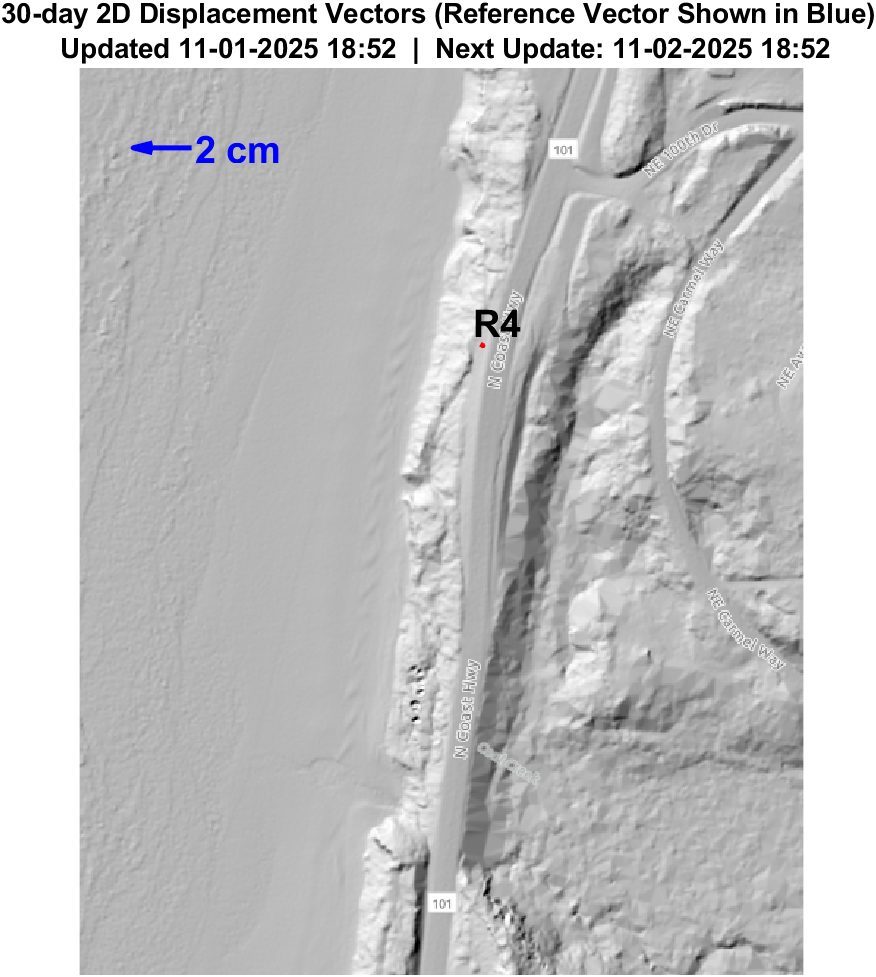 30-day 2D Displacement Vectors (Reference Vector Shown in Blue)
Updated 11-01-2025 18:52 | Next Update: 11-02-2025 18:52
2 cm
101
NE 100th Dr
NE Carmel Way
R4
N Coast Hwy
NE Av
NE Carmel Way
N Coast Hwy
101